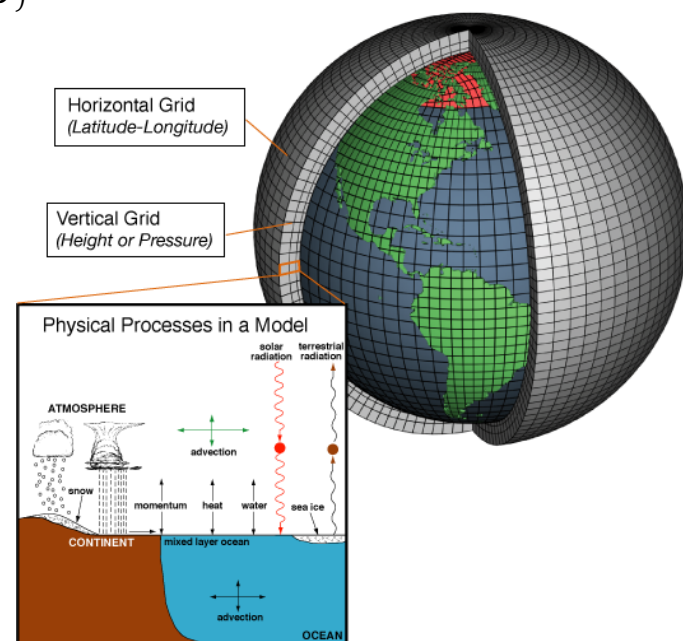 Horizontal Grid
(Latitude-Longitude)
Vertical Grid
(Height or Pressure)
Physical Processes in a Model
solar
radiation
terrestrial
radiation
ATMOSPHERE
advection
snow
momentum
heat
water
sea ice
CONTINENT
mixed layer ocean
advection
OCEAN